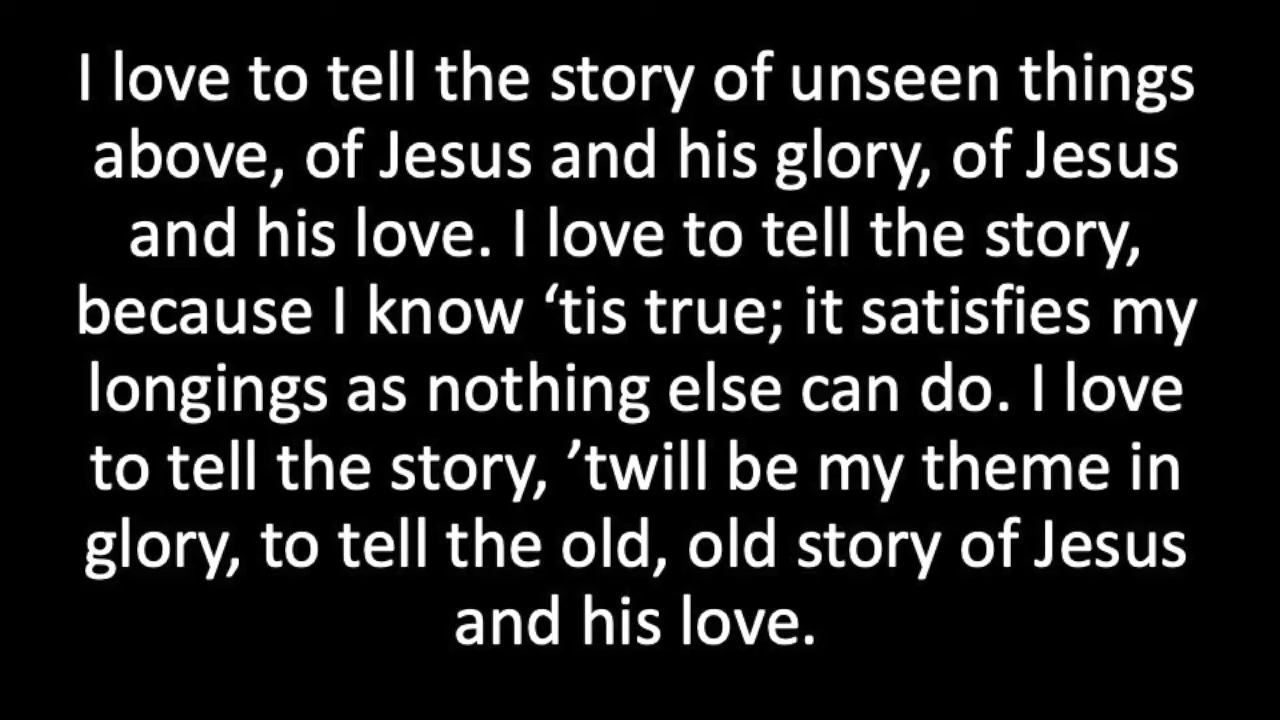 I love to tell the story of unseen things
above, of Jesus and his glory, of Jesus
and his love. I love to tell the story,
because I know ‘tis true; it satisfies my
longings as nothing else can do. I love
to tell the story, ’twill be my theme in
glory, to tell the old, old story of Jesus
and his love.